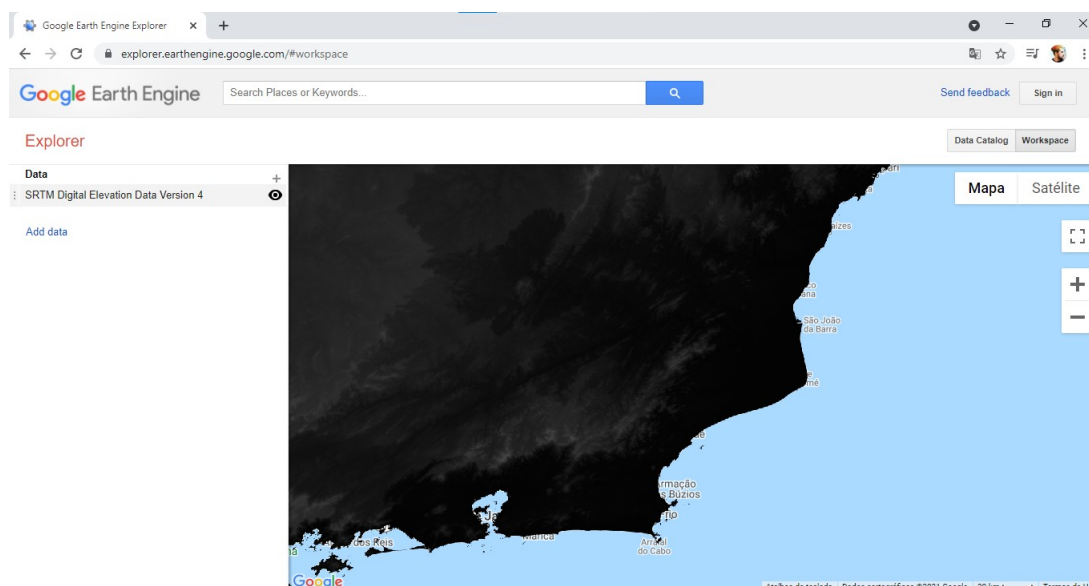 Google Earth Engine Explorer
explorer.earthengine.google.com/#workspace
Google Earth Engine
Search Places or Keywords...
Send feedback
Sign in
Explorer
Data Catalog
Workspace
Data
SRTM Digital Elevation Data Version 4
Add data
Mapa
Satélite
São João
da Barra
rmação
s Búzios
Arraial
do Cabo
Maricá
dos Reis
Google